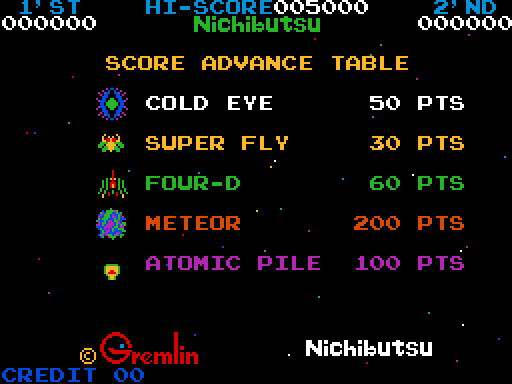 1'ST HI-SCORE005000 2'ND
000000 Nichibutsu 000000
SCORE ADVANCE TABLE
COLD EYE 50 PTS
SUPER FLY 30 PTS
FOUR-D 60 PTS
METEOR 200 PTS
ATOMIC PILE 100 PTS
© Gremlin Nichibutsu
CREDIT 00